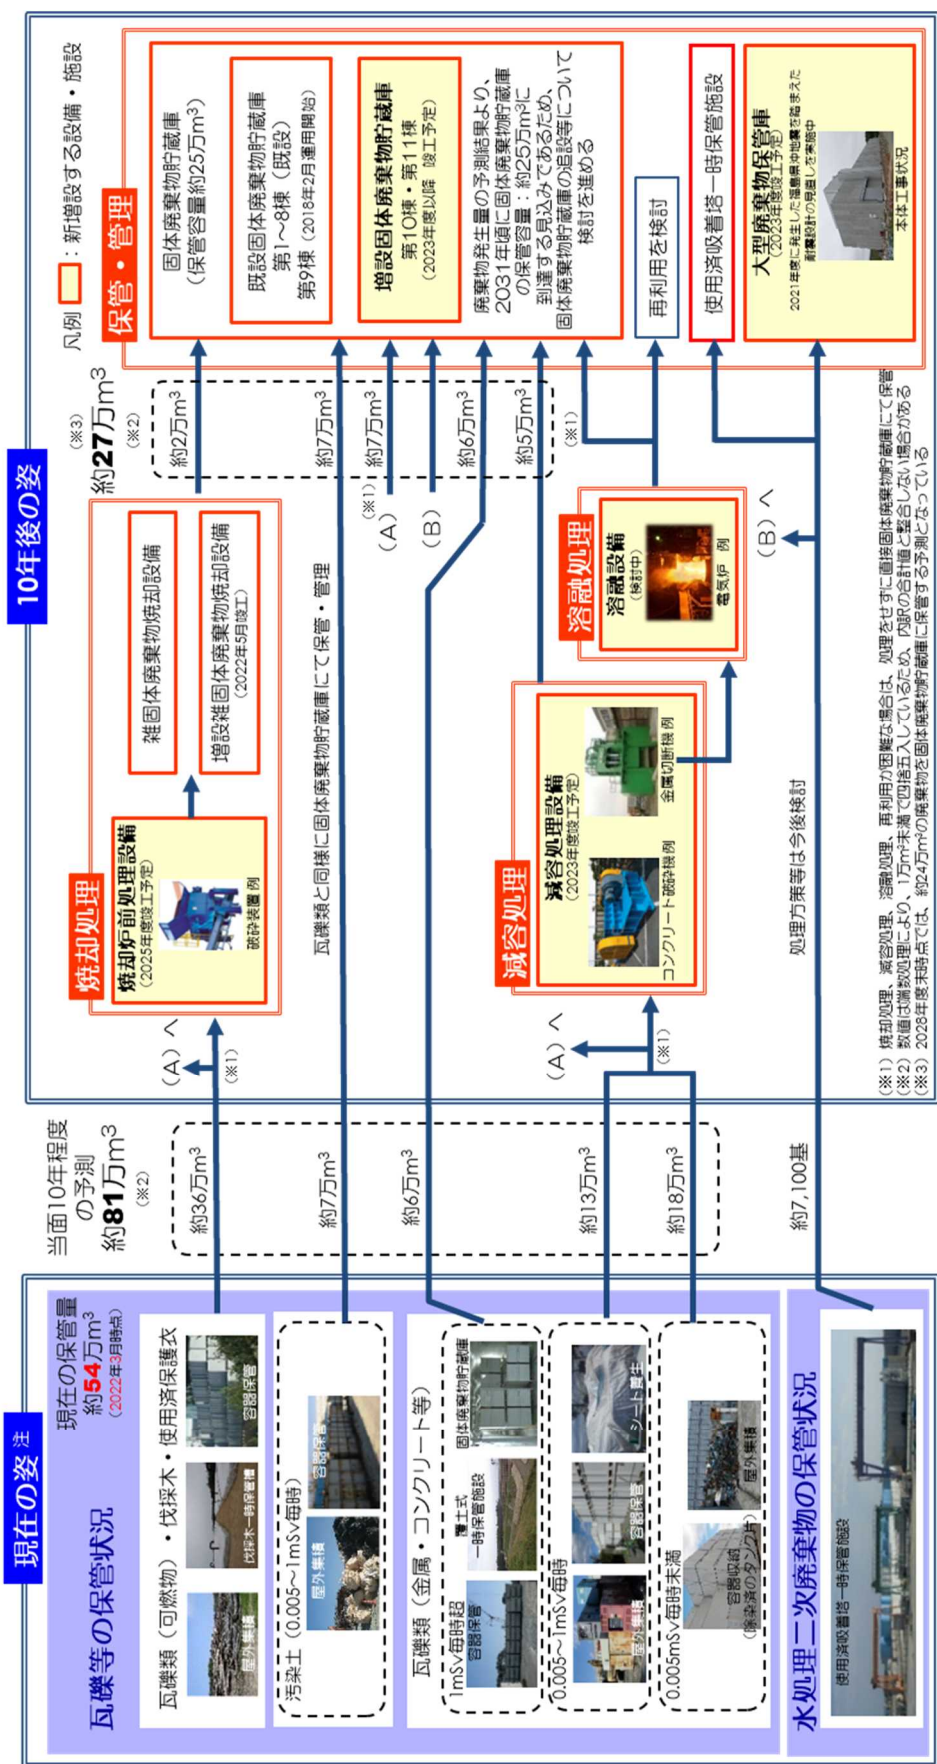 現在の姿 注
瓦礫等の保管状況
現在の保管量
約54万m³
(2022年3月時点)
瓦礫類（可燃物）・伐採木・使用済保護衣
屋外集積
伐採木一時保管槽
容器保管
汚染土（0.005～1mSv毎時）
屋外集積
容器保管
瓦礫類（金属・コンクリート等）
1mSv毎時超
容器保管
覆土式
一時保管施設
固体廃棄物貯蔵庫
0.005～1mSv毎時
屋外集積
容器保管
シート養生
0.005mSv毎時未満
容器収納
（除染済のタンク片）
屋外集積
水処理二次廃棄物の保管状況
使用済吸着塔一時保管施設
当面10年程度
の予測
約81万m³
（※2）
約36万m³
約7万m³
約6万m³
約13万m³
約18万m³
約7,100基
10年後の姿
焼却処理
焼却炉前処理設備
（2025年度竣工予定）
破砕装置 例
雑固体廃棄物焼却設備
増設雑固体廃棄物焼却設備
（2022年5月竣工）
（A）へ
（※1）
瓦礫類と同様に固体廃棄物貯蔵庫にて保管・管理
減容処理
減容処理設備
（2023年度竣工予定）
コンクリート破砕機 例
金属切断機 例
（A）へ
（※1）
溶融処理
溶融設備
（検討中）
電気炉 例
処理方策等は今後検討
（B）へ
（※3）
約27万m³
（※2）
約2万m³
約7万m³
（※1）
（A）
約7万m³
（B）
約6万m³
約5万m³
（※1）
凡例 ：新増設する設備・施設
保管・管理
固体廃棄物貯蔵庫
（保管容量約25万m³）
既設固体廃棄物貯蔵庫
第1～8棟（既設）
第9棟（2018年2月運用開始）
増設固体廃棄物貯蔵庫
第10棟・第11棟
（2023年度以降 竣工予定）
廃棄物発生量の予測結果より、
2031年頃に固体廃棄物貯蔵庫
の保管容量：約25万m³に
到達する見込みであるため、
固体廃棄物貯蔵庫の追設等について
検討を進める
再利用を検討
使用済吸着塔一時保管施設
大型廃棄物保管庫
（2023年度竣工予定）
2021年度に発生した福島県沖地震を踏まえた
耐震設計の見直しを実施中
本体工事状況
（※1）焼却処理、減容処理、溶融処理、再利用が困難な場合は、処理をせずに直接固体廃棄物貯蔵庫にて保管
（※2）数値は端数処理により、1万m³未満で四捨五入しているため、内訳の合計値と整合しない場合がある
（※3）2028年度末時点では、約24万m³の廃棄物を固体廃棄物貯蔵庫に保管する予測となっている